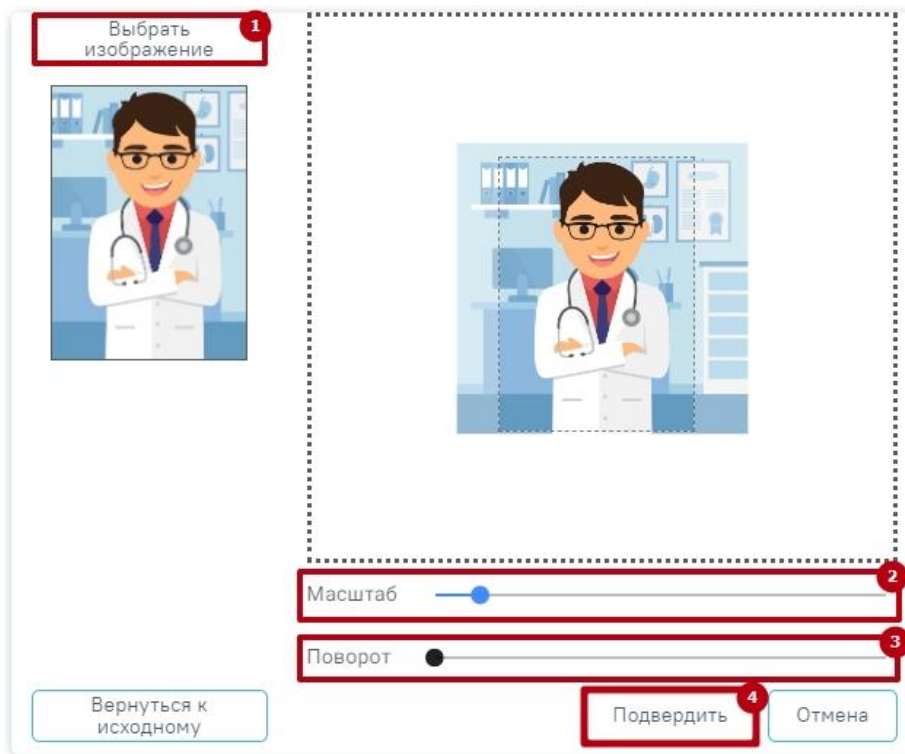 Выбрать
изображение
1
Масштаб
2
Поворот
3
Вернуться к
исходному
Подвердить
4
Отмена